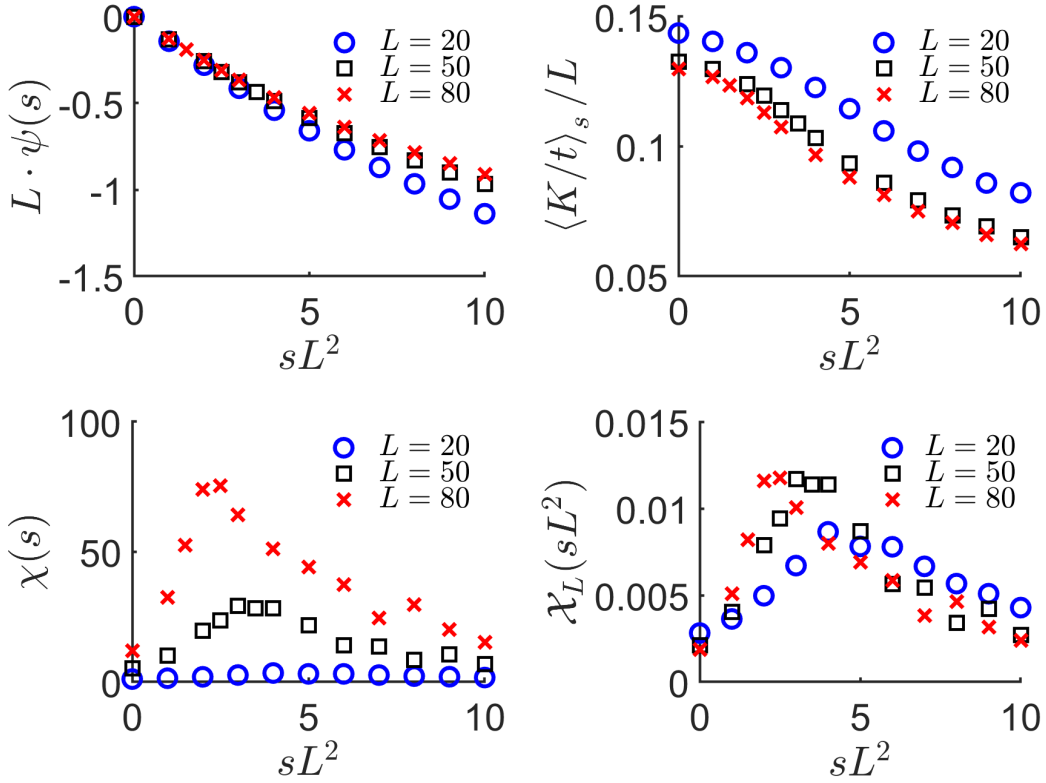 0
-0.5
-1
-1.5
L · ψ(s)
0
5
10
sL²
L = 20
L = 50
L = 80
0.15
0.1
0.05
⟨K/t⟩ₛ/L
0
5
10
sL²
L = 20
L = 50
L = 80
100
50
0
χ(s)
0
5
10
sL²
L = 20
L = 50
L = 80
0.015
0.01
0.005
0
𝒳_L(sL²)
0
5
10
sL²
L = 20
L = 50
L = 80